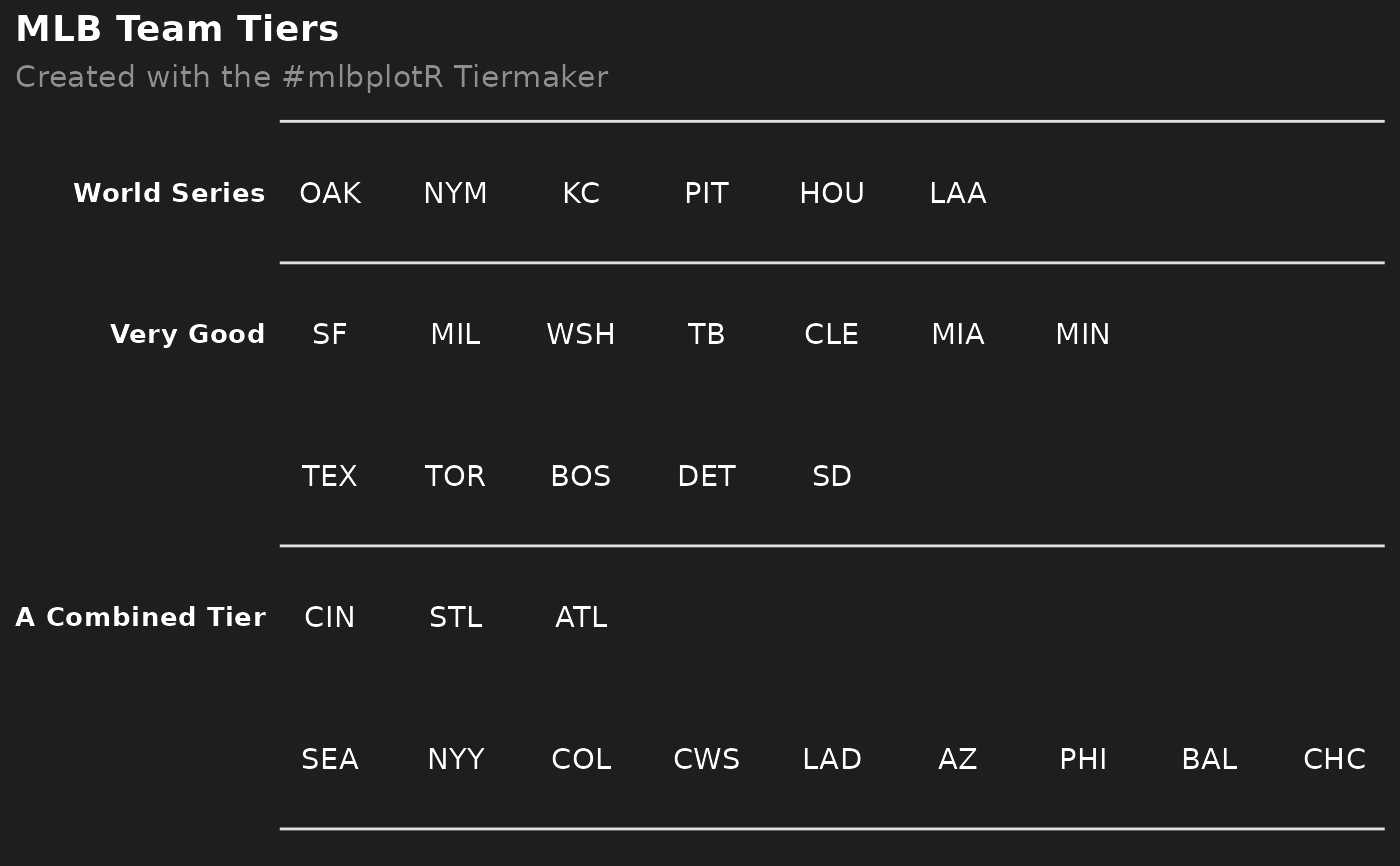 MLB Team Tiers
Created with the #mlbplotR Tiermaker
World Series OAK NYM KC PIT HOU LAA
Very Good SF MIL WSH TB CLE MIA MIN
TEX TOR BOS DET SD
A Combined Tier CIN STL ATL
SEA NYY COL CWS LAD AZ PHI BAL CHC